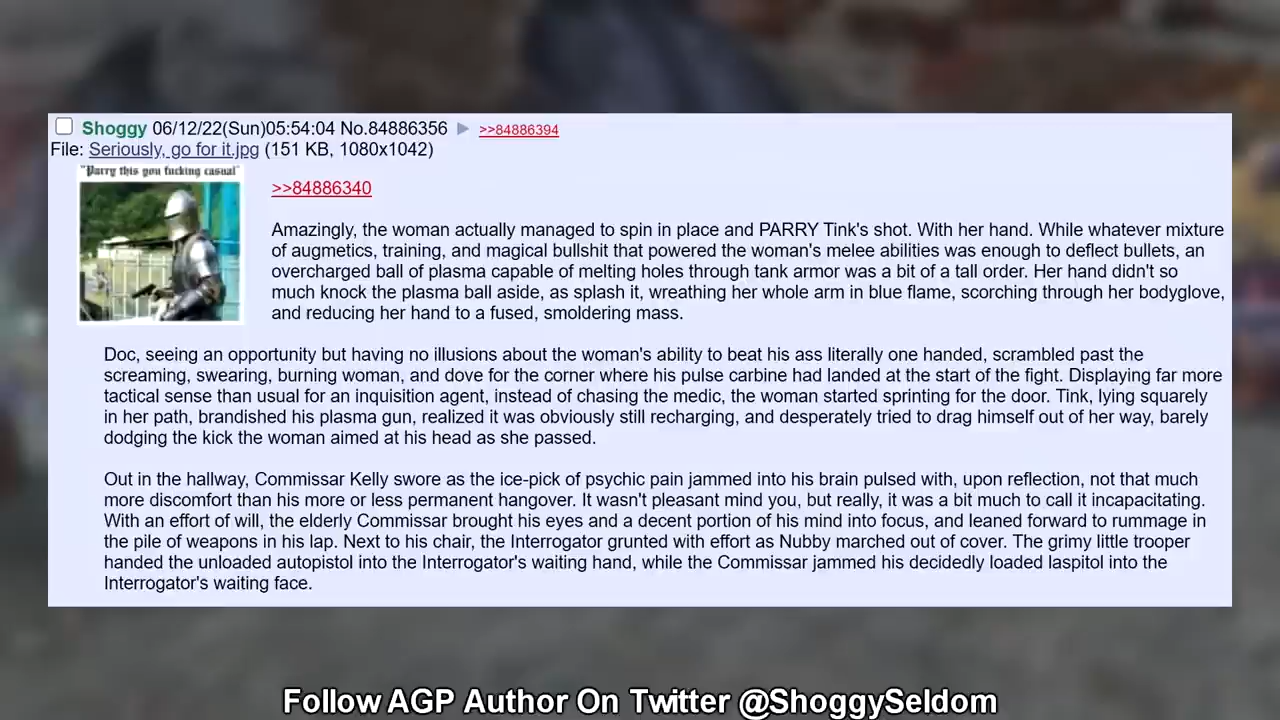 Shoggy 06/12/22(Sun)05:54:04 No.84886356 ▶ >>84886394
File: Seriously, go for it.jpg (151 KB, 1080x1042)
"Parry this you fucking casual"
>>84886340
Amazingly, the woman actually managed to spin in place and PARRY Tink's shot. With her hand. While whatever mixture
of augmetics, training, and magical bullshit that powered the woman's melee abilities was enough to deflect bullets, an
overcharged ball of plasma capable of melting holes through tank armor was a bit of a tall order. Her hand didn't so
much knock the plasma ball aside, as splash it, wreathing her whole arm in blue flame, scorching through her bodyglove,
and reducing her hand to a fused, smoldering mass.
Doc, seeing an opportunity but having no illusions about the woman's ability to beat his ass literally one handed, scrambled past the
screaming, swearing, burning woman, and dove for the corner where his pulse carbine had landed at the start of the fight. Displaying far more
tactical sense than usual for an inquisition agent, instead of chasing the medic, the woman started sprinting for the door. Tink, lying squarely
in her path, brandished his plasma gun, realized it was obviously still recharging, and desperately tried to drag himself out of her way, barely
dodging the kick the woman aimed at his head as she passed.
Out in the hallway, Commissar Kelly swore as the ice-pick of psychic pain jammed into his brain pulsed with, upon reflection, not that much
more discomfort than his more or less permanent hangover. It wasn't pleasant mind you, but really, it was a bit much to call it incapacitating.
With an effort of will, the elderly Commissar brought his eyes and a decent portion of his mind into focus, and leaned forward to rummage in
the pile of weapons in his lap. Next to his chair, the Interrogator grunted with effort as Nubby marched out of cover. The grimy little trooper
handed the unloaded autopistol into the Interrogator's waiting hand, while the Commissar jammed his decidedly loaded laspitol into the
Interrogator's waiting face.
Follow AGP Author On Twitter @ShoggySeldom